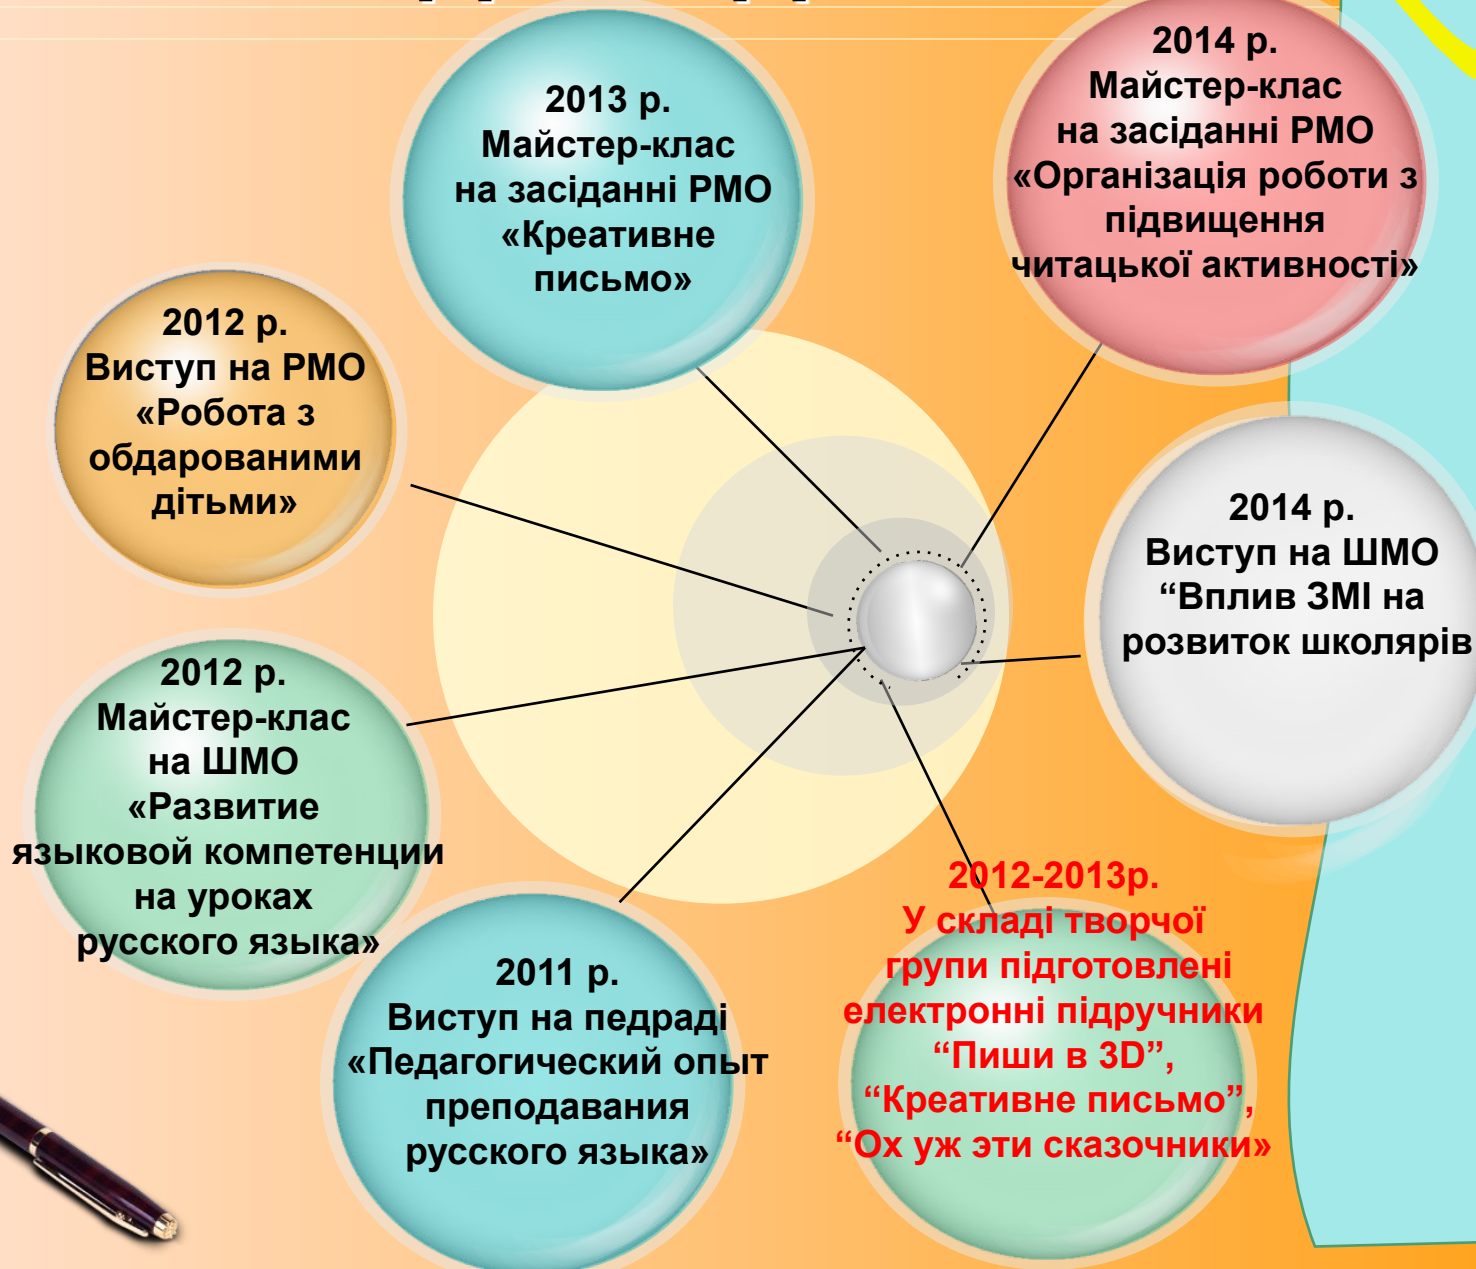 2013 р.
Майстер-клас
на засіданні РМО
«Креативне
письмо»
2014 р.
Майстер-клас
на засіданні РМО
«Організація роботи з
підвищення
читацької активності»
2012 р.
Виступ на РМО
«Робота з
обдарованими
дітьми»
2014 р.
Виступ на ШМО
“Вплив ЗМІ на
розвиток школярів
2012 р.
Майстер-клас
на ШМО
«Развитие
языковой компетенции
на уроках
русского языка»
2011 р.
Виступ на педраді
«Педагогический опыт
преподавания
русского языка»
2012-2013р.
У складі творчої
групи підготовлені
електронні підручники
“Пиши в 3D”,
“Креативне письмо”,
“Ох уж эти сказочники»